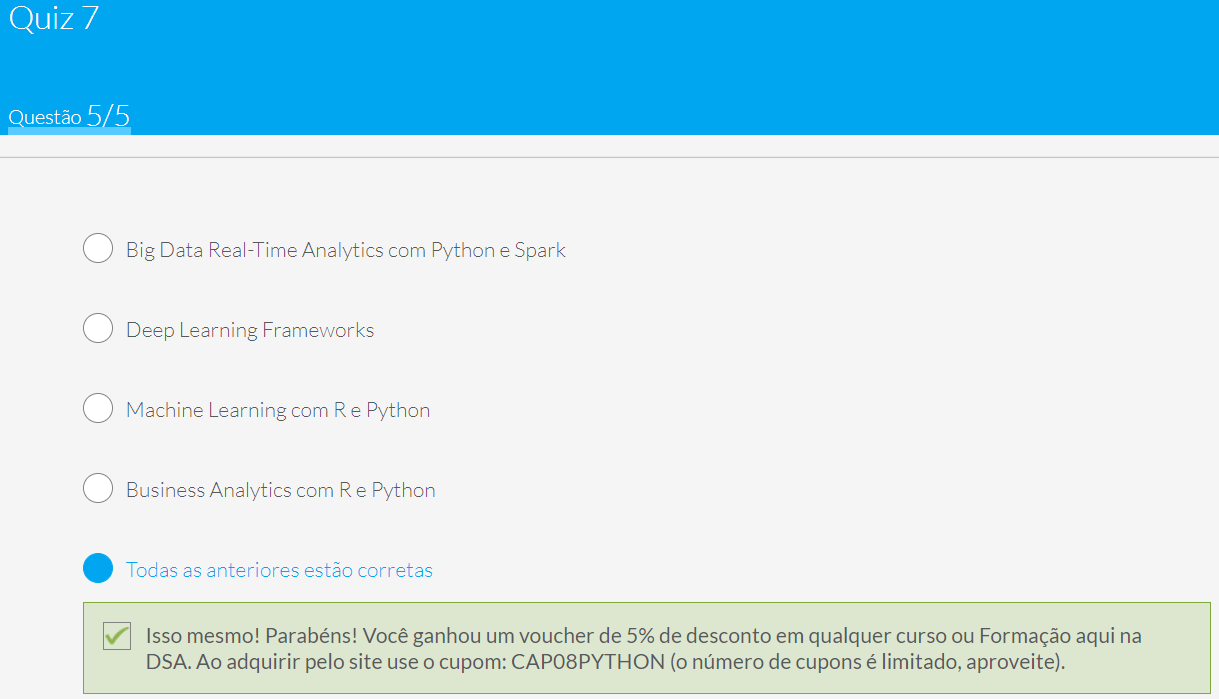 Quiz 7
Questão 5/5
Big Data Real-Time Analytics com Python e Spark
Deep Learning Frameworks
Machine Learning com R e Python
Business Analytics com R e Python
Todas as anteriores estão corretas
Isso mesmo! Parabéns! Você ganhou um voucher de 5% de desconto em qualquer curso ou Formação aqui na
DSA. Ao adquirir pelo site use o cupom: CAP08PYTHON (o número de cupons é limitado, aproveite).